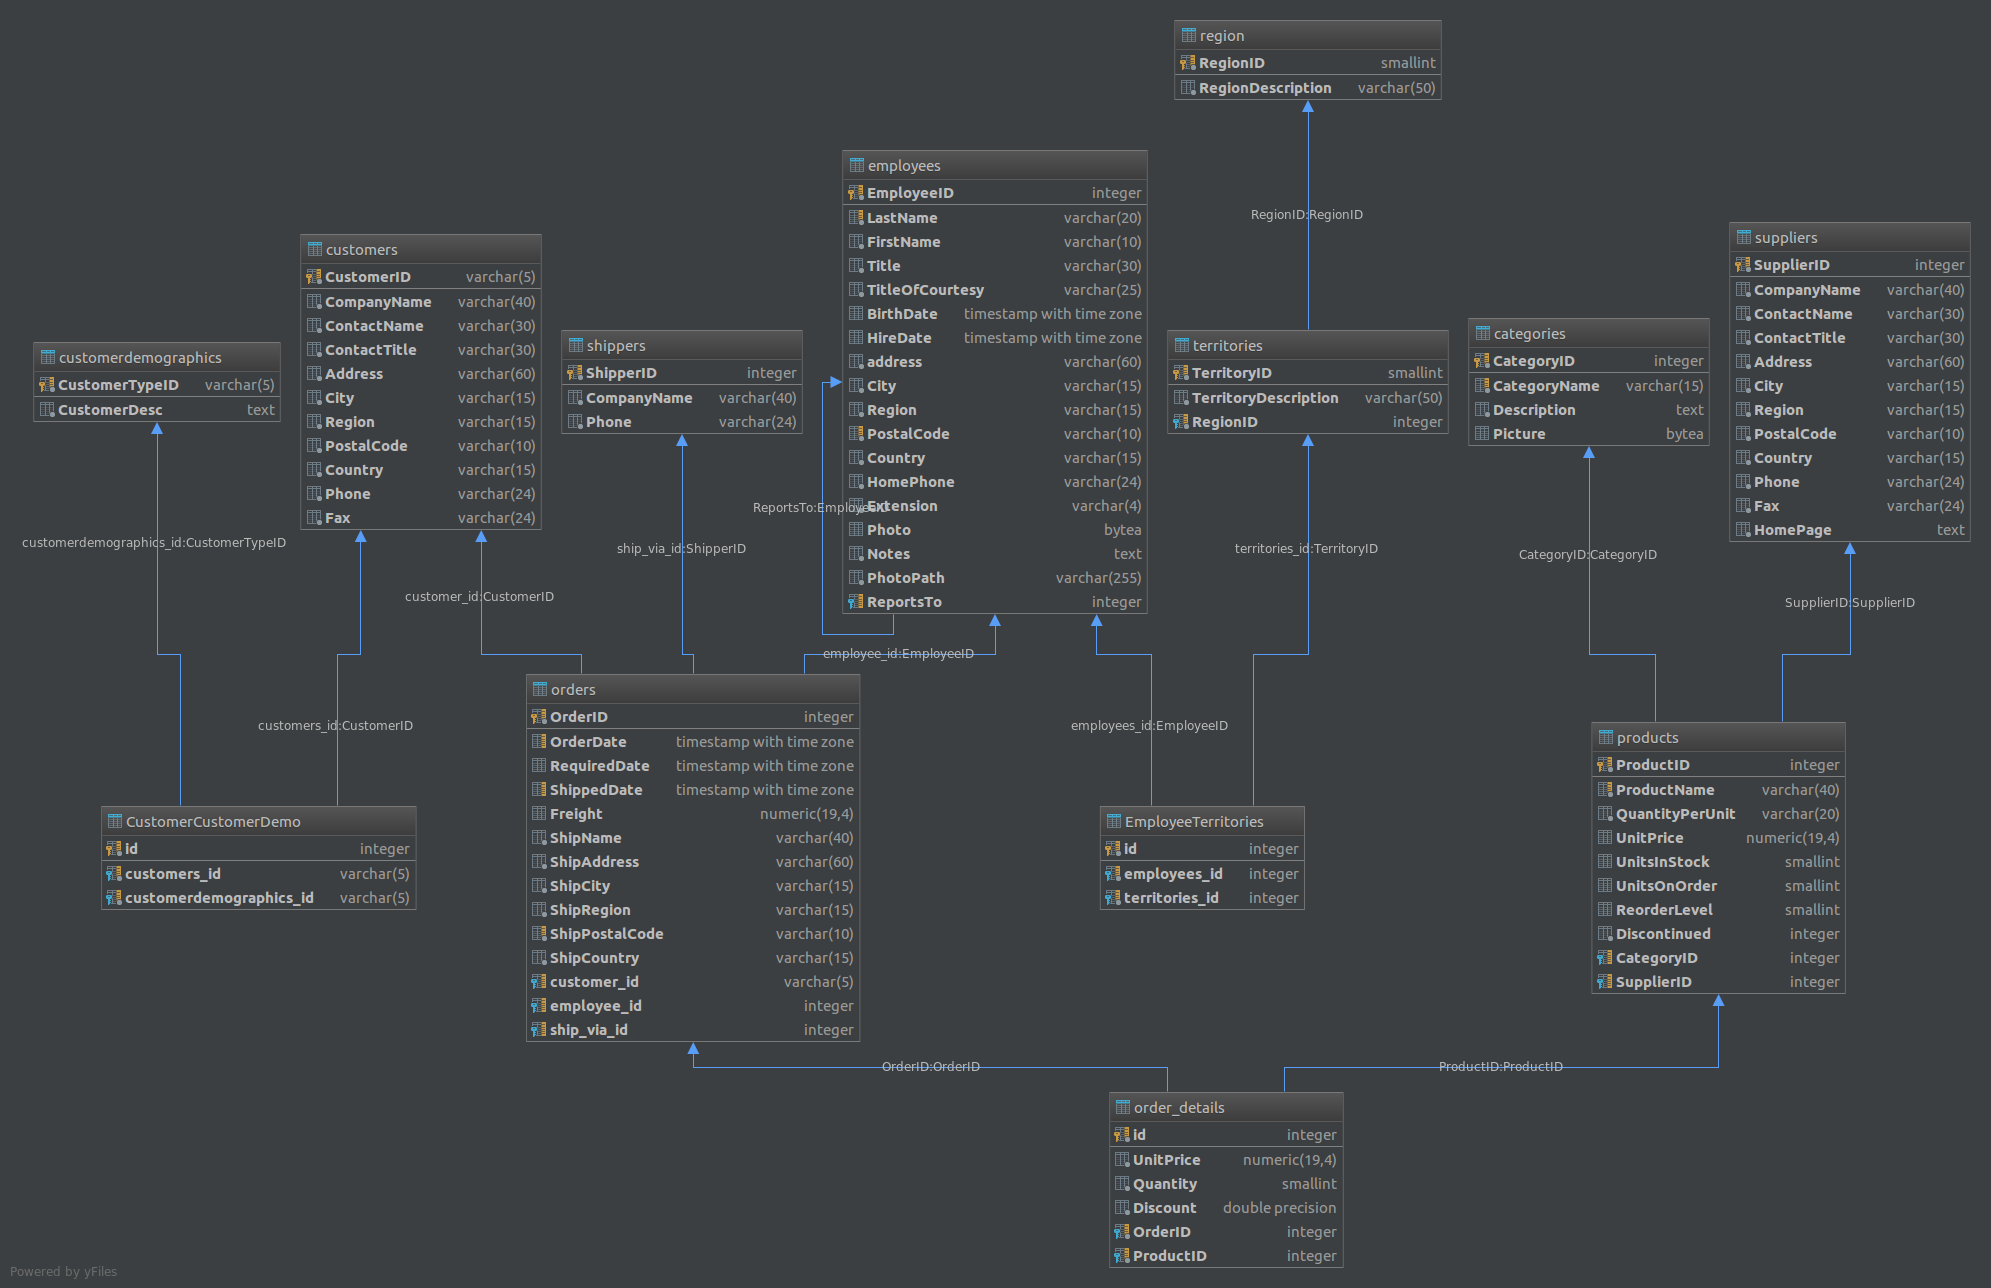 region
RegionID smallint
RegionDescription varchar(50)
RegionID:RegionID
employees
EmployeeID integer
LastName varchar(20)
FirstName varchar(10)
Title varchar(30)
TitleOfCourtesy varchar(25)
BirthDate timestamp with time zone
HireDate timestamp with time zone
address varchar(60)
City varchar(15)
Region varchar(15)
PostalCode varchar(10)
Country varchar(15)
HomePhone varchar(24)
Extension varchar(4)
Photo bytea
Notes text
PhotoPath varchar(255)
ReportsTo integer
ReportsTo:EmployeeID
customers
CustomerID varchar(5)
CompanyName varchar(40)
ContactName varchar(30)
ContactTitle varchar(30)
Address varchar(60)
City varchar(15)
Region varchar(15)
PostalCode varchar(10)
Country varchar(15)
Phone varchar(24)
Fax varchar(24)
suppliers
SupplierID integer
CompanyName varchar(40)
ContactName varchar(30)
ContactTitle varchar(30)
Address varchar(60)
City varchar(15)
Region varchar(15)
PostalCode varchar(10)
Country varchar(15)
Phone varchar(24)
Fax varchar(24)
HomePage text
customerdemographics
CustomerTypeID varchar(5)
CustomerDesc text
shippers
ShipperID integer
CompanyName varchar(40)
Phone varchar(24)
territories
TerritoryID smallint
TerritoryDescription varchar(50)
RegionID integer
categories
CategoryID integer
CategoryName varchar(15)
Description text
Picture bytea
customerdemographics_id:CustomerTypeID
ship_via_id:ShipperID
territories_id:TerritoryID
CategoryID:CategoryID
customer_id:CustomerID
SupplierID:SupplierID
employee_id:EmployeeID
customers_id:CustomerID
employees_id:EmployeeID
orders
OrderID integer
OrderDate timestamp with time zone
RequiredDate timestamp with time zone
ShippedDate timestamp with time zone
Freight numeric(19,4)
ShipName varchar(40)
ShipAddress varchar(60)
ShipCity varchar(15)
ShipRegion varchar(15)
ShipPostalCode varchar(10)
ShipCountry varchar(15)
customer_id varchar(5)
employee_id integer
ship_via_id integer
products
ProductID integer
ProductName varchar(40)
QuantityPerUnit varchar(20)
UnitPrice numeric(19,4)
UnitsInStock smallint
UnitsOnOrder smallint
ReorderLevel smallint
Discontinued integer
CategoryID integer
SupplierID integer
CustomerCustomerDemo
id integer
customers_id varchar(5)
customerdemographics_id varchar(5)
EmployeeTerritories
id integer
employees_id integer
territories_id integer
OrderID:OrderID
ProductID:ProductID
order_details
id integer
UnitPrice numeric(19,4)
Quantity smallint
Discount double precision
OrderID integer
ProductID integer
Powered by yFiles